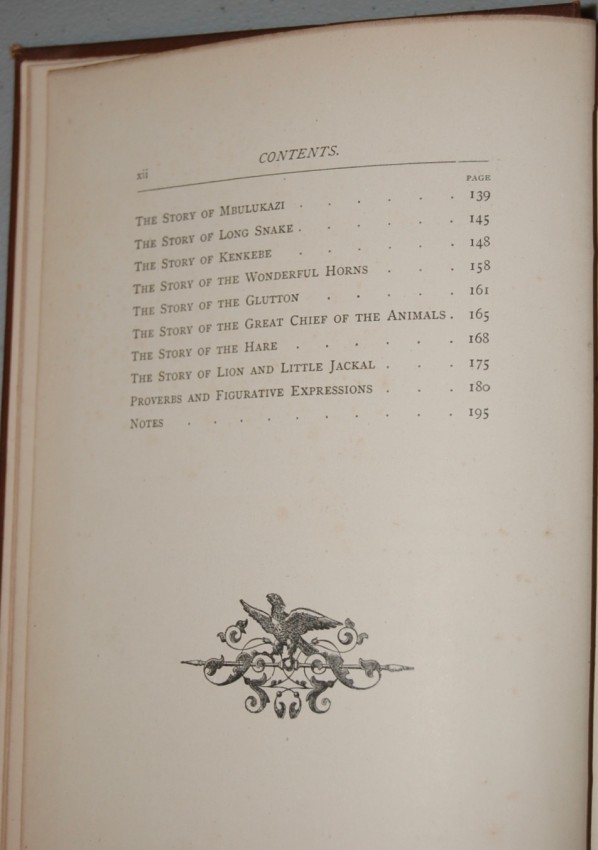 CONTENTS.
xii
PAGE
THE STORY OF MBULUKAZI . . . . . . 139
THE STORY OF LONG SNAKE . . . . . . 145
THE STORY OF KENKEBE . . . . . . 148
THE STORY OF THE WONDERFUL HORNS . . . 158
THE STORY OF THE GLUTTON . . . . . 161
THE STORY OF THE GREAT CHIEF OF THE ANIMALS . 165
THE STORY OF THE HARE . . . . . . 168
THE STORY OF LION AND LITTLE JACKAL . . . 175
PROVERBS AND FIGURATIVE EXPRESSIONS . . . 180
NOTES . . . . . . . . . . 195